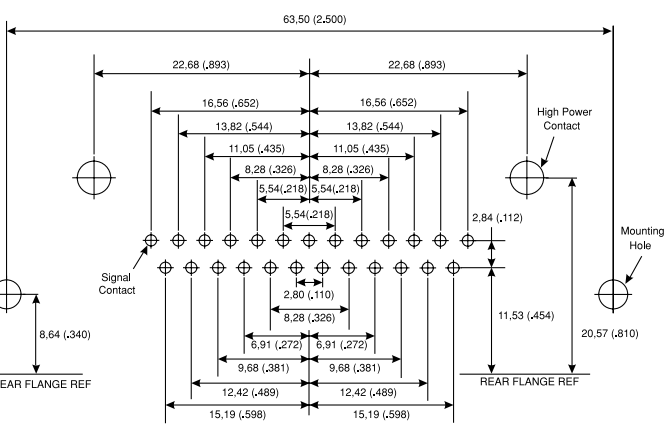 63,50 (2.500)
22,68 (.893) 22,68 (.893)
16,56 (.652) 16,56 (.652)
High Power
Contact
13,82 (.544) 13,82 (.544)
11,05 (.435) 11,05 (.435)
8,28 (.326) 8,28 (.326)
5,54(.218) 5,54(.218)
5,54(.218)
2,84 (.112)
Mounting
Hole
Signal
Contact
2,80 (.110)
8,28 (.326)
11,53 (.454)
8,64 (.340)
6,91 (.272) 6,91 (.272)
20,57 (.810)
9,68 (.381) 9,68 (.381)
EAR FLANGE REF
REAR FLANGE REF
12,42 (.489) 12,42 (.489)
15,19 (.598) 15,19 (.598)